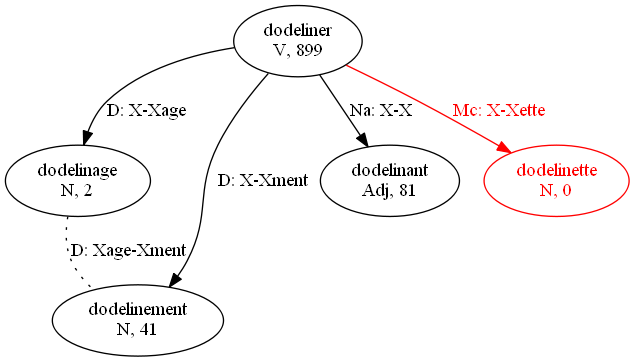 dodeliner
V, 899
D: X-Xage
Na: X-X
Mc: X-Xette
dodelinage
N, 2
D: X-Xment
dodelinant
Adj, 81
dodelinette
N, 0
D: Xage-Xment
dodelinement
N, 41